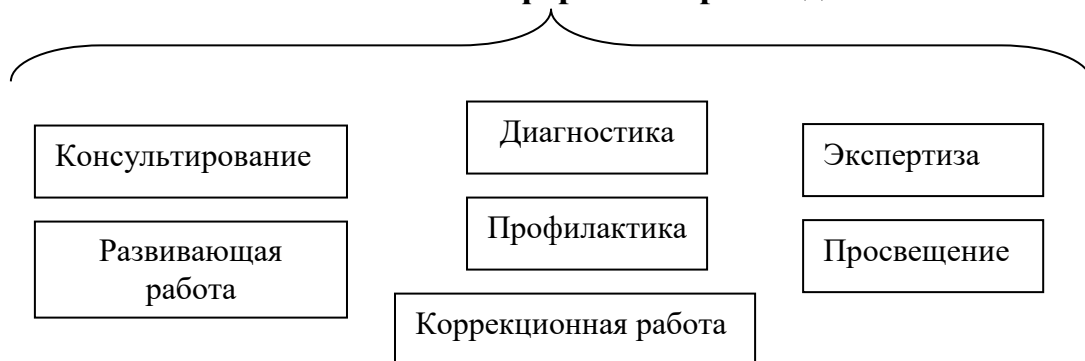 Консультирование
Развивающая
работа
Диагностика
Профилактика
Коррекционная работа
Экспертиза
Просвещение